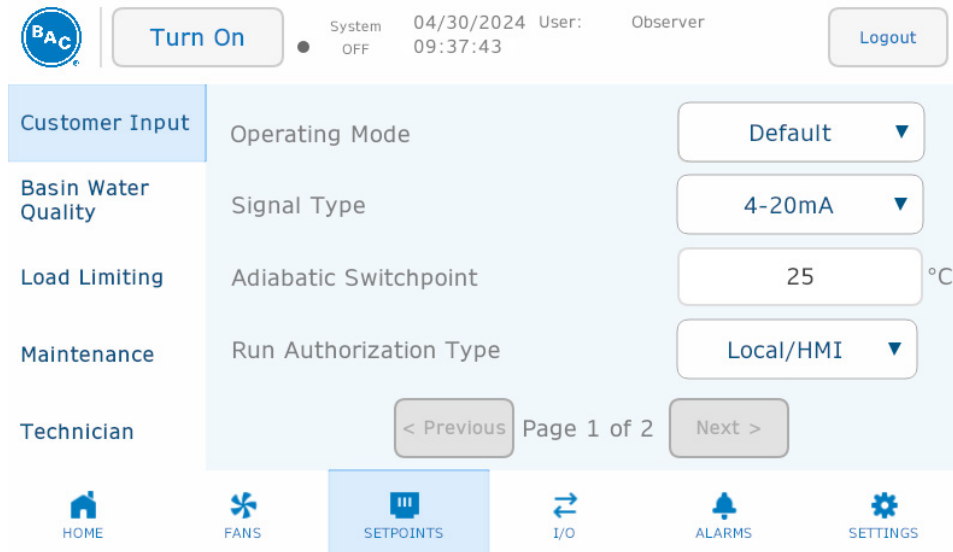 BAC
Turn On
System
OFF
04/30/2024
09:37:43
User:
Observer
Logout
Customer Input
Basin Water
Quality
Load Limiting
Maintenance
Technician
Operating Mode
Default ▼
Signal Type
4-20mA ▼
Adiabatic Switchpoint
25 °C
Run Authorization Type
Local/HMI ▼
< Previous Page 1 of 2 Next >
HOME
FANS
SETPOINTS
I/O
ALARMS
SETTINGS